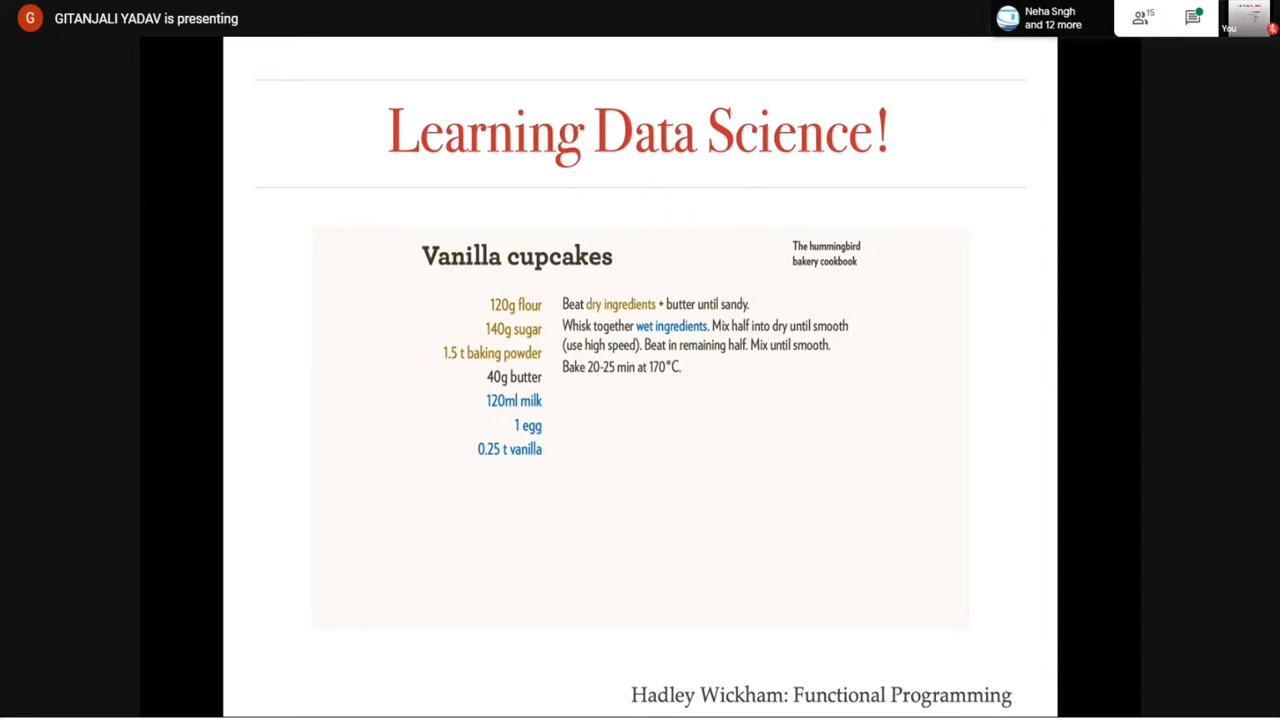 G
GITANJALI YADAV is presenting
Neha Sngh
and 12 more
15
You
Learning Data Science!
Vanilla cupcakes
The hummingbird
bakery cookbook
120g flour
140g sugar
1.5 t baking powder
40g butter
120ml milk
1 egg
0.25 t vanilla
Beat dry ingredients + butter until sandy.
Whisk together wet ingredients. Mix half into dry until smooth
(use high speed). Beat in remaining half. Mix until smooth.
Bake 20-25 min at 170°C.
Hadley Wickham: Functional Programming